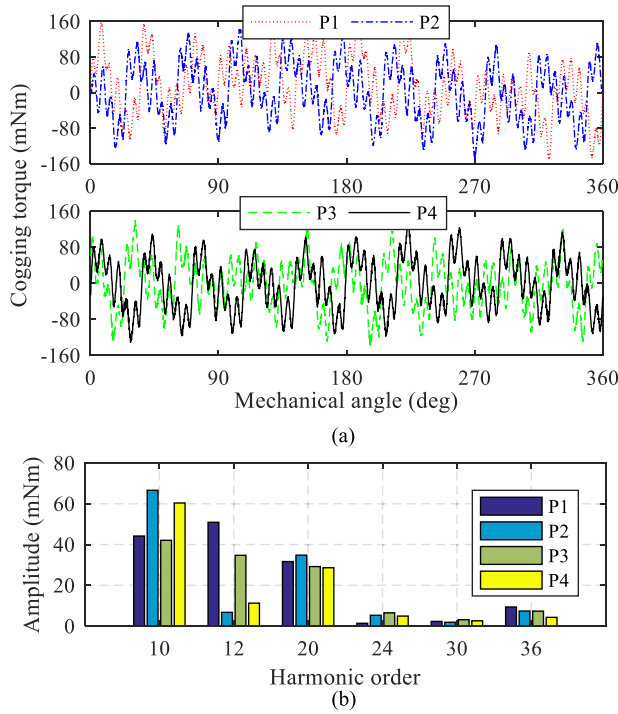 P1 P2
160
80
0
-80
-160
0 90 180 270 360
Cogging torque (mNm)
P3 P4
160
80
0
-80
-160
0 90 180 270 360
Mechanical angle (deg)
(a)
80
60
40
20
0
Amplitude (mNm)
P1
P2
P3
P4
10 12 20 24 30 36
Harmonic order
(b)